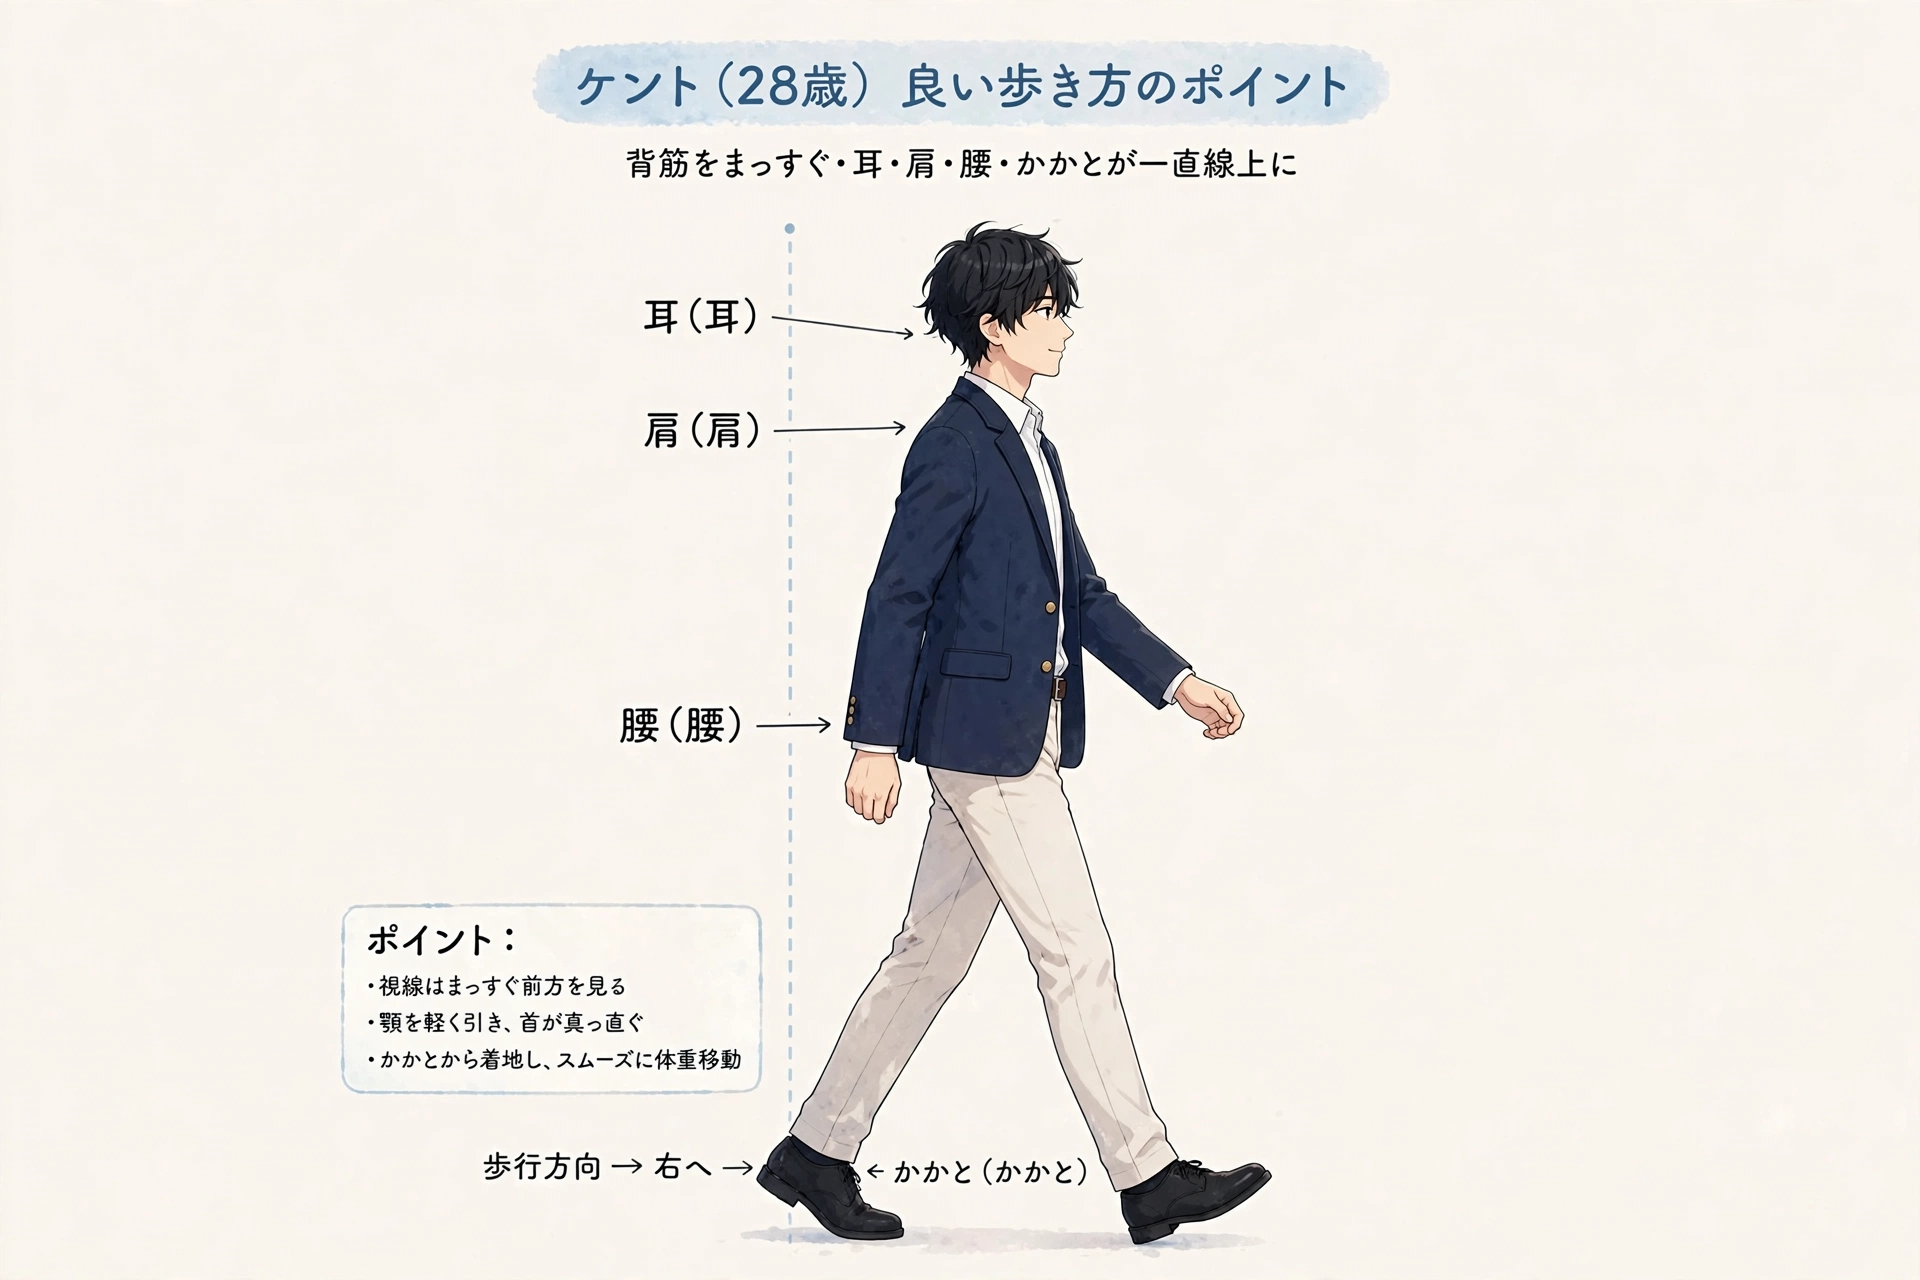 ケント（28歳） 良い歩き方のポイント
背筋をまっすぐ・耳・肩・腰・かかとが一直線上に
耳（耳）
肩（肩）
腰（腰）
ポイント：
・視線はまっすぐ前方を見る
・顎を軽く引き、首が真っ直ぐ
・かかとから着地し、スムーズに体重移動
歩行方向 → 右へ →
← かかと（かかと）